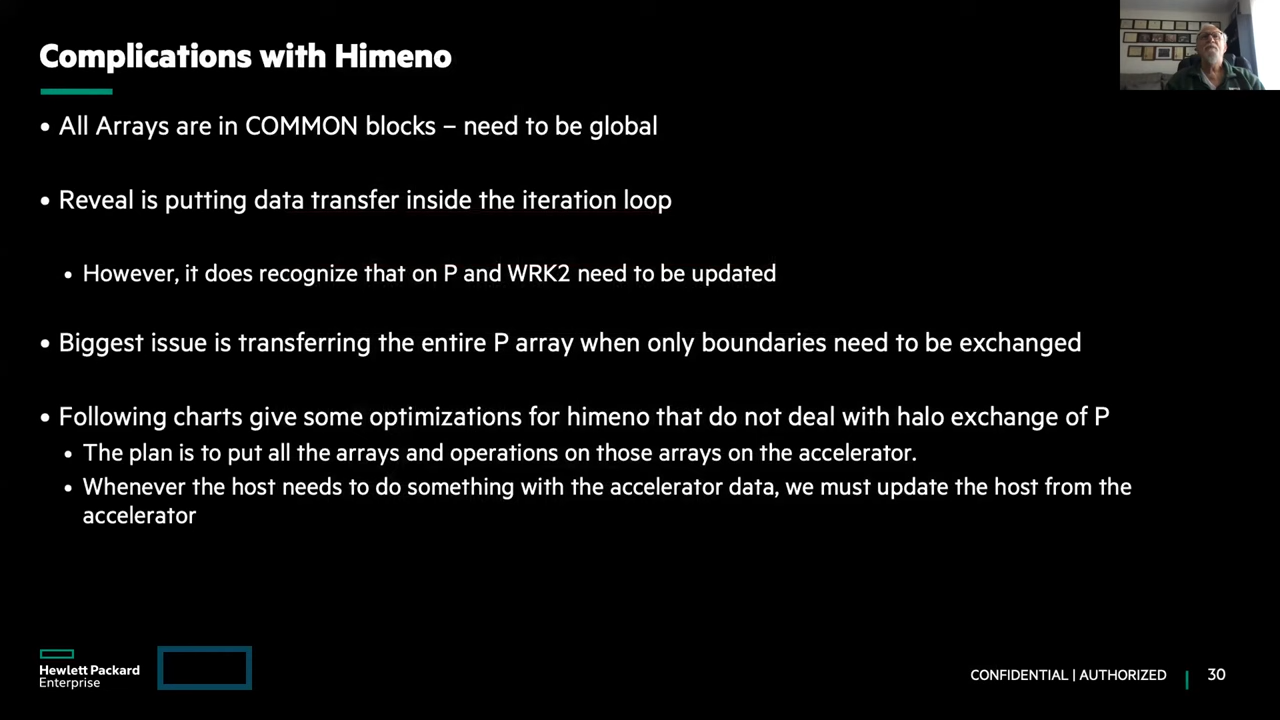 Complications with Himeno
• All Arrays are in COMMON blocks – need to be global
• Reveal is putting data transfer inside the iteration loop
• However, it does recognize that on P and WRK2 need to be updated
• Biggest issue is transferring the entire P array when only boundaries need to be exchanged
• Following charts give some optimizations for himeno that do not deal with halo exchange of P
• The plan is to put all the arrays and operations on those arrays on the accelerator.
• Whenever the host needs to do something with the accelerator data, we must update the host from the
accelerator
Hewlett Packard
Enterprise
CONFIDENTIAL | AUTHORIZED
30